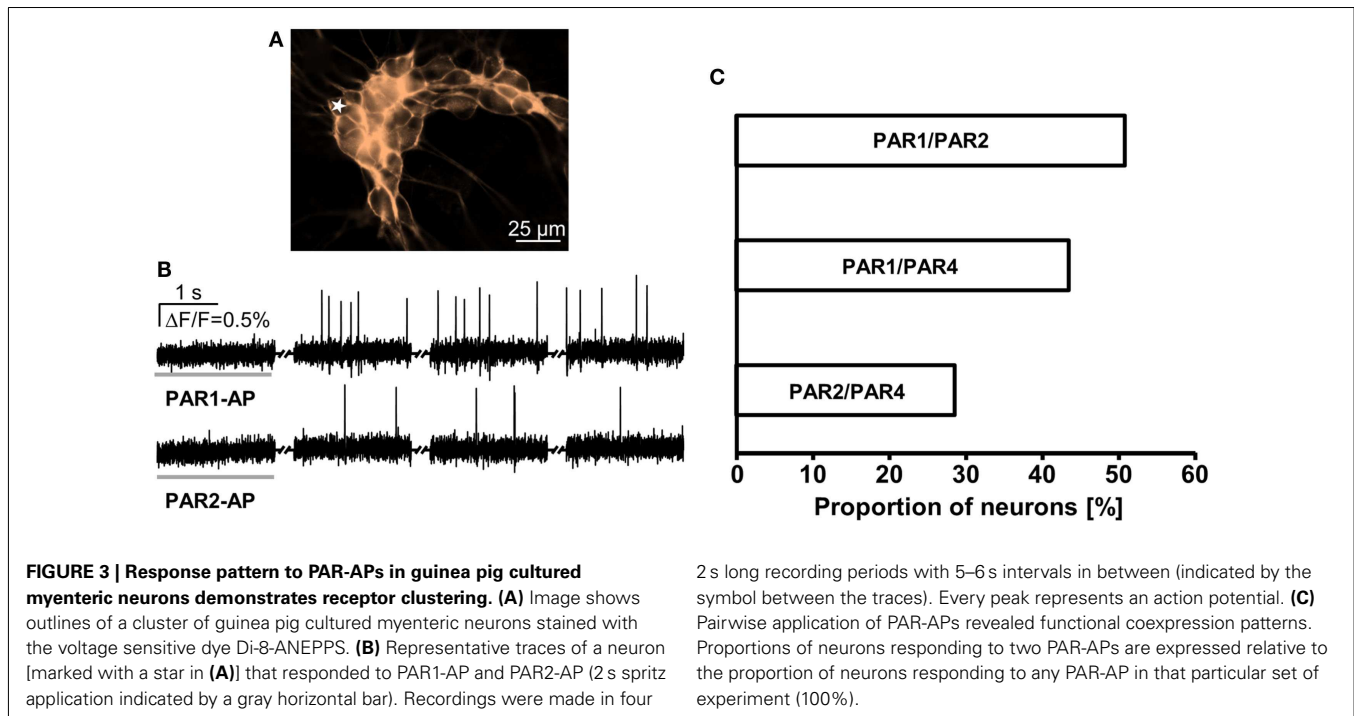 A
25 µm
B
1 s
ΔF/F=0.5%
PAR1-AP
PAR2-AP
C
PAR1/PAR2
PAR1/PAR4
PAR2/PAR4
0 10 20 30 40 50 60
Proportion of neurons [%]
FIGURE 3 | Response pattern to PAR-APs in guinea pig cultured
myenteric neurons demonstrates receptor clustering. (A) Image shows
outlines of a cluster of guinea pig cultured myenteric neurons stained with
the voltage sensitive dye Di-8-ANEPPS. (B) Representative traces of a neuron
[marked with a star in (A)] that responded to PAR1-AP and PAR2-AP (2 s spritz
application indicated by a gray horizontal bar). Recordings were made in four
2 s long recording periods with 5–6 s intervals in between (indicated by the
symbol between the traces). Every peak represents an action potential. (C)
Pairwise application of PAR-APs revealed functional coexpression patterns.
Proportions of neurons responding to two PAR-APs are expressed relative to
the proportion of neurons responding to any PAR-AP in that particular set of
experiment (100%).